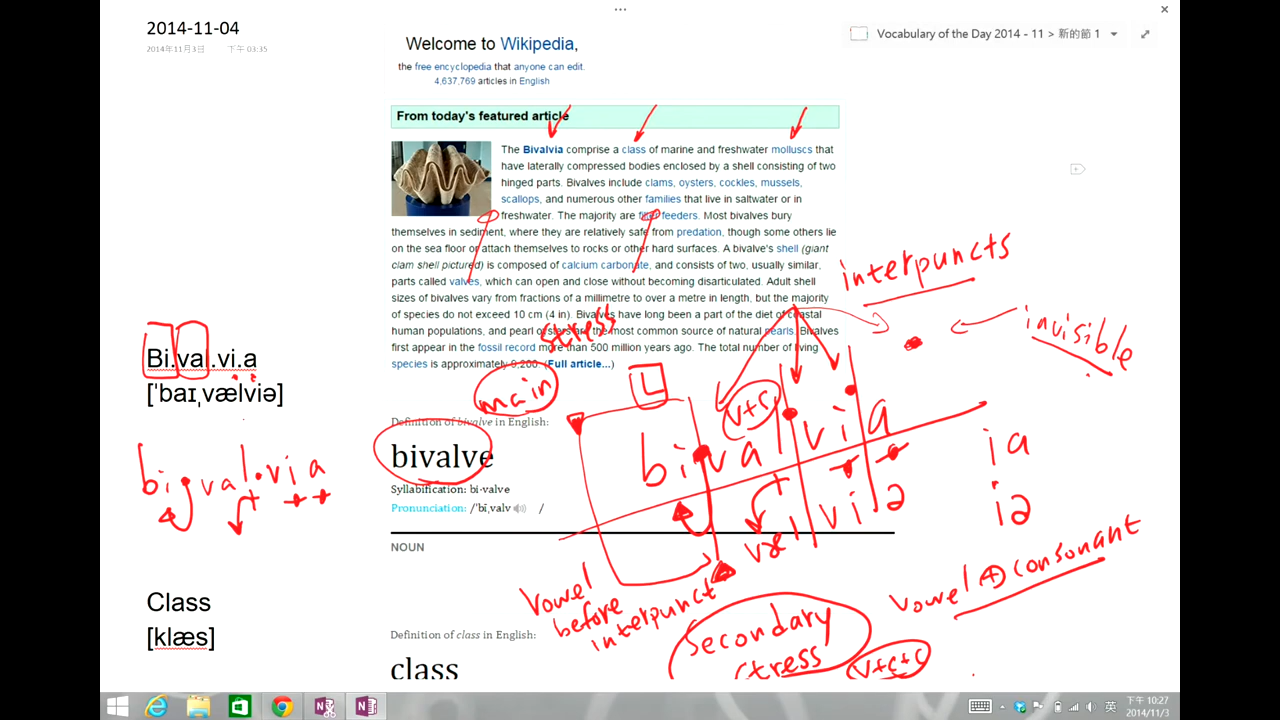 2014-11-04
2014年11月3日 下午 03:35
Vocabulary of the Day 2014 - 11 > 新的節 1
Welcome to Wikipedia,
the free encyclopedia that anyone can edit.
4,637,769 articles in English
From today's featured article
The Bivalvia comprise a class of marine and freshwater molluscs that
have laterally compressed bodies enclosed by a shell consisting of two
hinged parts. Bivalves include clams, oysters, cockles, mussels,
scallops, and numerous other families that live in saltwater or in
freshwater. The majority are filter feeders. Most bivalves bury
themselves in sediment, where they are relatively safe from predation, though some others lie
on the sea floor or attach themselves to rocks or other hard surfaces. A bivalve's shell (giant
clam shell pictured) is composed of calcium carbonate, and consists of two, usually similar,
parts called valves, which can open and close without becoming disarticulated. Adult shell
sizes of bivalves vary from fractions of a millimetre to over a metre in length, but the majority
of species do not exceed 10 cm (4 in). Bivalves have long been a part of the diet of coastal
human populations, and pearl oysters are the most common source of natural pearls. Bivalves
first appear in the fossil record more than 500 million years ago. The total number of living
species is approximately 9,200. (Full article...)
interpuncts
invisible
stress
main
L
V+C
Bi.val.vi.a
[ˈbaɪˌvælviə]
bi val vi a
Definition of bivalve in English:
bivalve
Syllabification: bi·valve
Pronunciation: /ˈbīˌvalv /
NOUN
bi va l vi a
væl vi ə
ia
iə
vowel + consonant
vowel
before
interpunct
secondary
stress
V+C+C
Class
[klæs]
Definition of class in English:
class
英
下午 10:27
2014/11/3